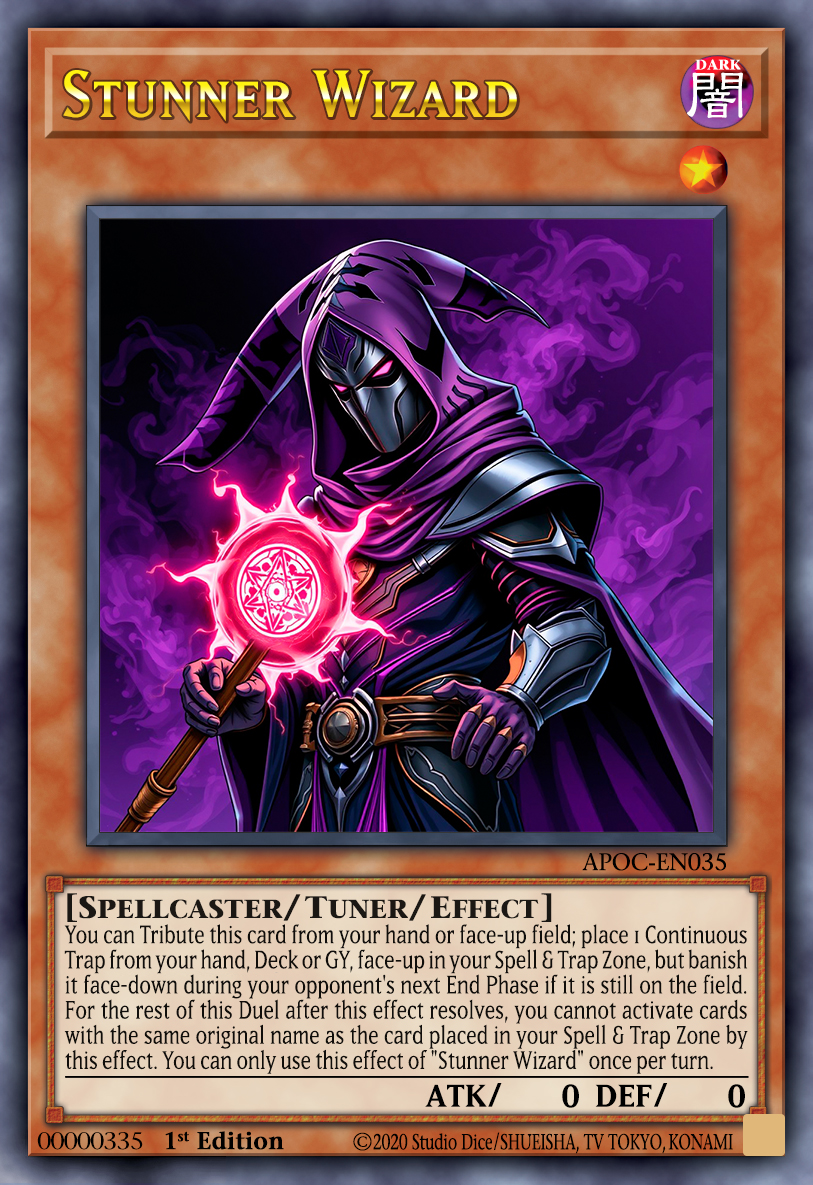 Stunner Wizard
DARK
闇
APOC-EN035
[Spellcaster/Tuner/Effect]
You can Tribute this card from your hand or face-up field; place 1 Continuous
Trap from your hand, Deck or GY, face-up in your Spell & Trap Zone, but banish
it face-down during your opponent's next End Phase if it is still on the field.
For the rest of this Duel after this effect resolves, you cannot activate cards
with the same original name as the card placed in your Spell & Trap Zone by
this effect. You can only use this effect of "Stunner Wizard" once per turn.
ATK/ 0 DEF/ 0
00000335 1st Edition ©2020 Studio Dice/SHUEISHA, TV TOKYO, KONAMI